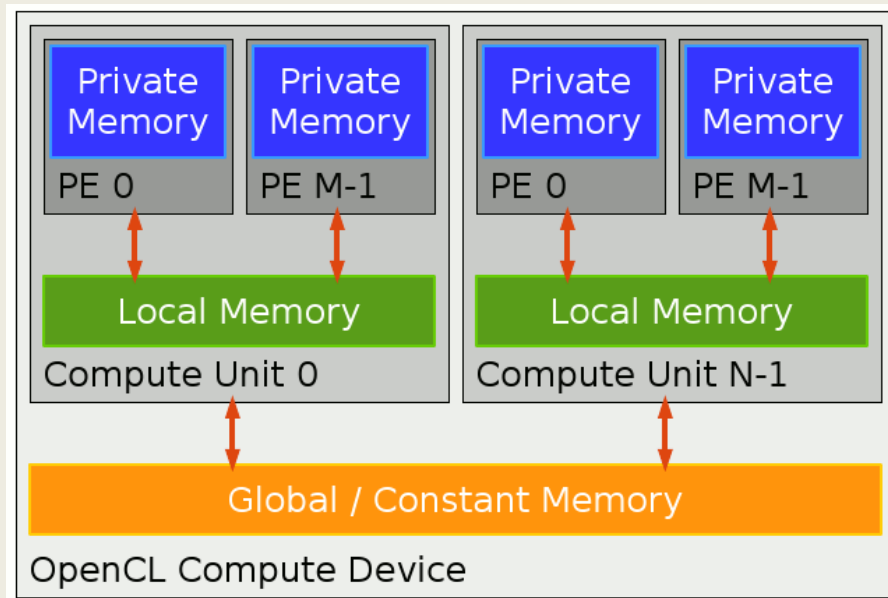 Private
Memory
PE 0
Private
Memory
PE M-1
Local Memory
Compute Unit 0
Private
Memory
PE 0
Private
Memory
PE M-1
Local Memory
Compute Unit N-1
Global / Constant Memory
OpenCL Compute Device